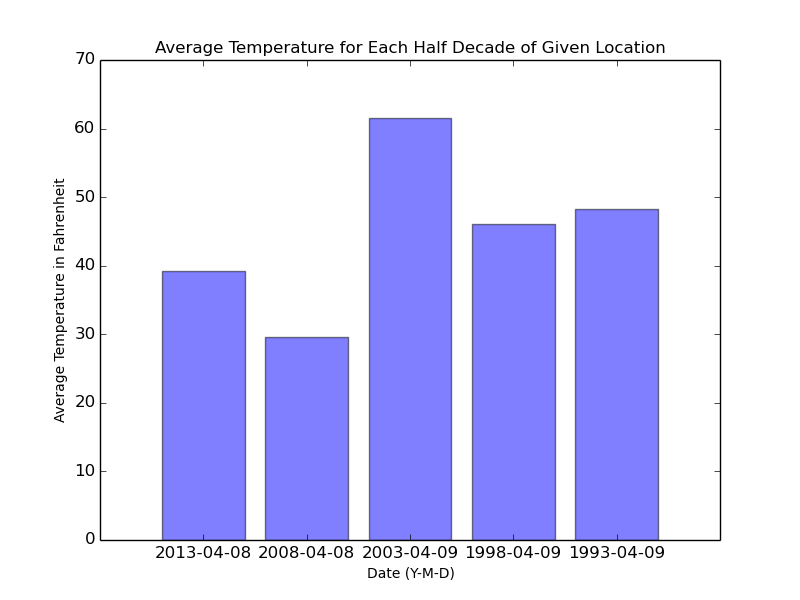 Average Temperature for Each Half Decade of Given Location
70
60
50
40
30
20
10
0
Average Temperature in Fahrenheit
2013-04-08 2008-04-08 2003-04-09 1998-04-09 1993-04-09
Date (Y-M-D)